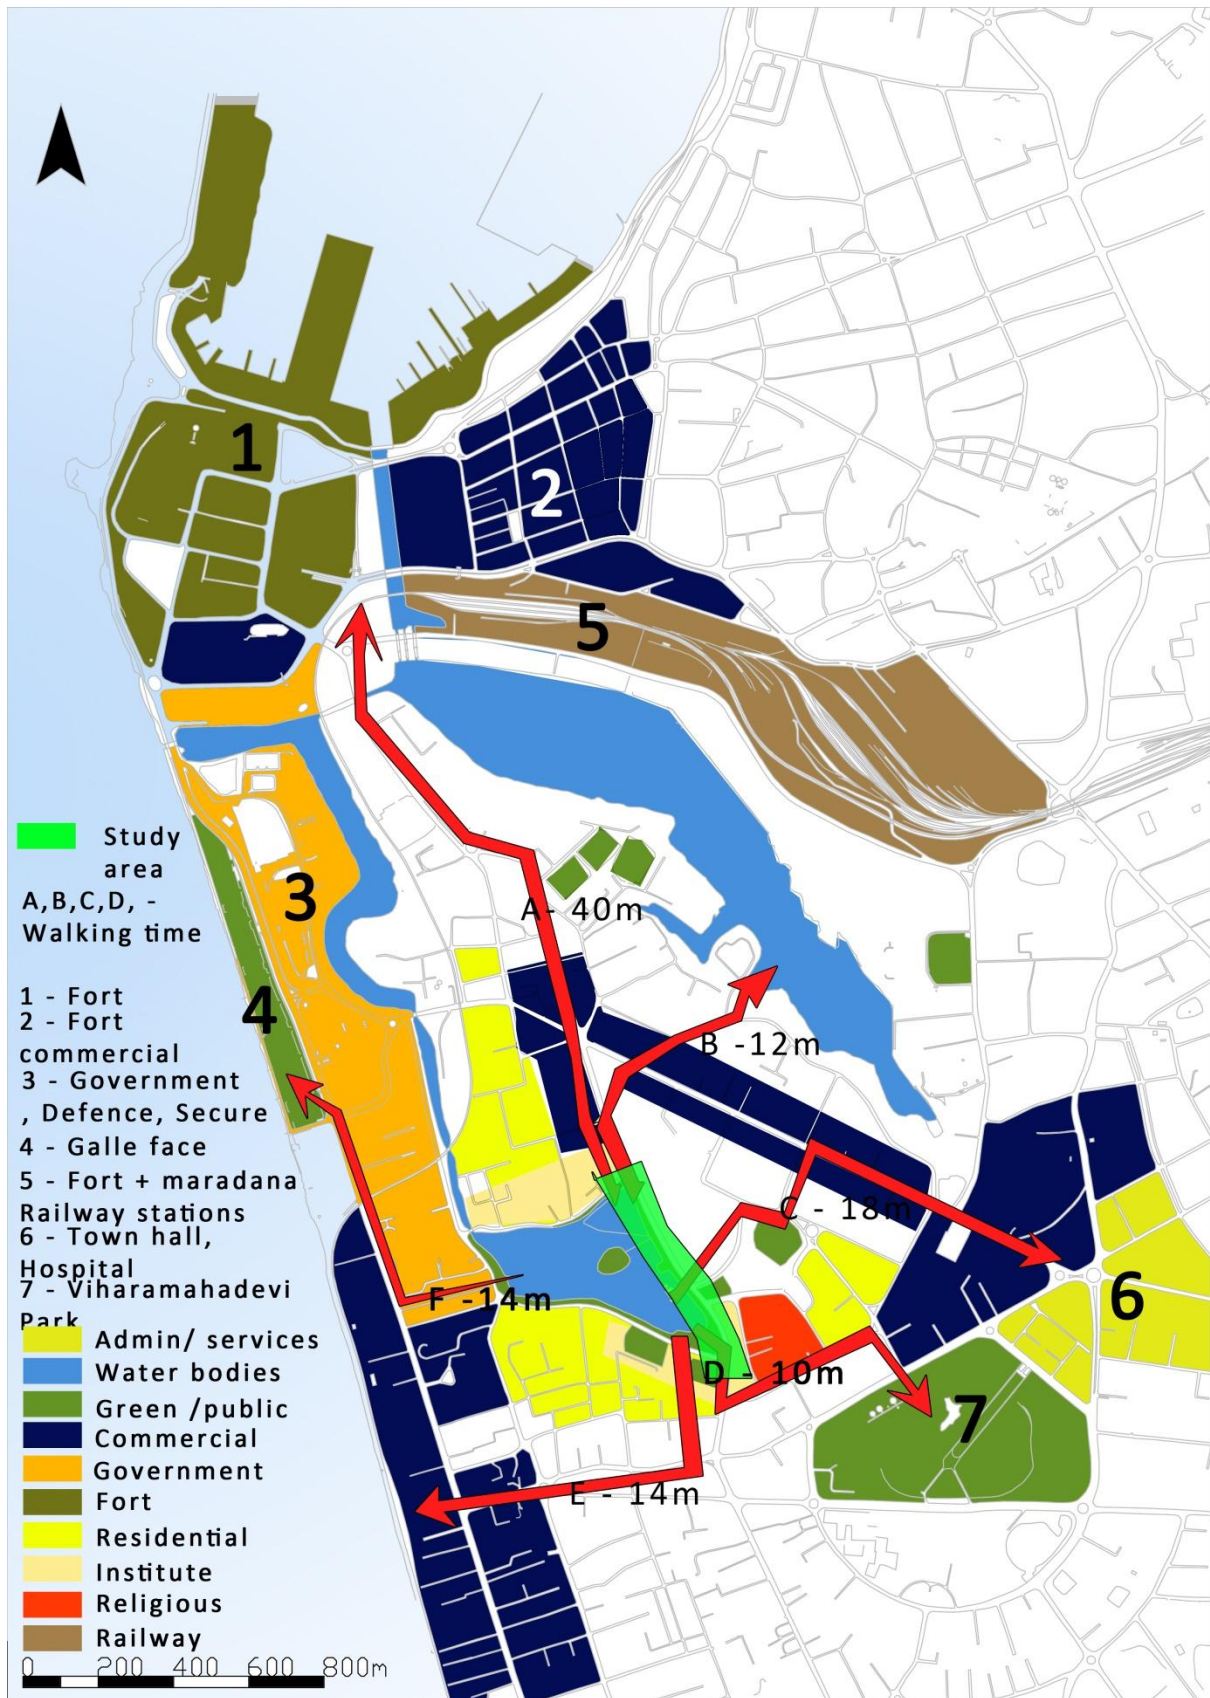 1
2
5
3
4
6
7
A- 40m
B -12m
C - 18m
F -14m
D - 10m
E - 14m
Study
area
A,B,C,D, -
Walking time
1 - Fort
2 - Fort
commercial
3 - Government
, Defence, Secure
4 - Galle face
5 - Fort + maradana
Railway stations
6 - Town hall,
Hospital
7 - Viharamahadevi
Park
Admin/ services
Water bodies
Green /public
Commercial
Government
Fort
Residential
Institute
Religious
Railway
0 200 400 600 800m